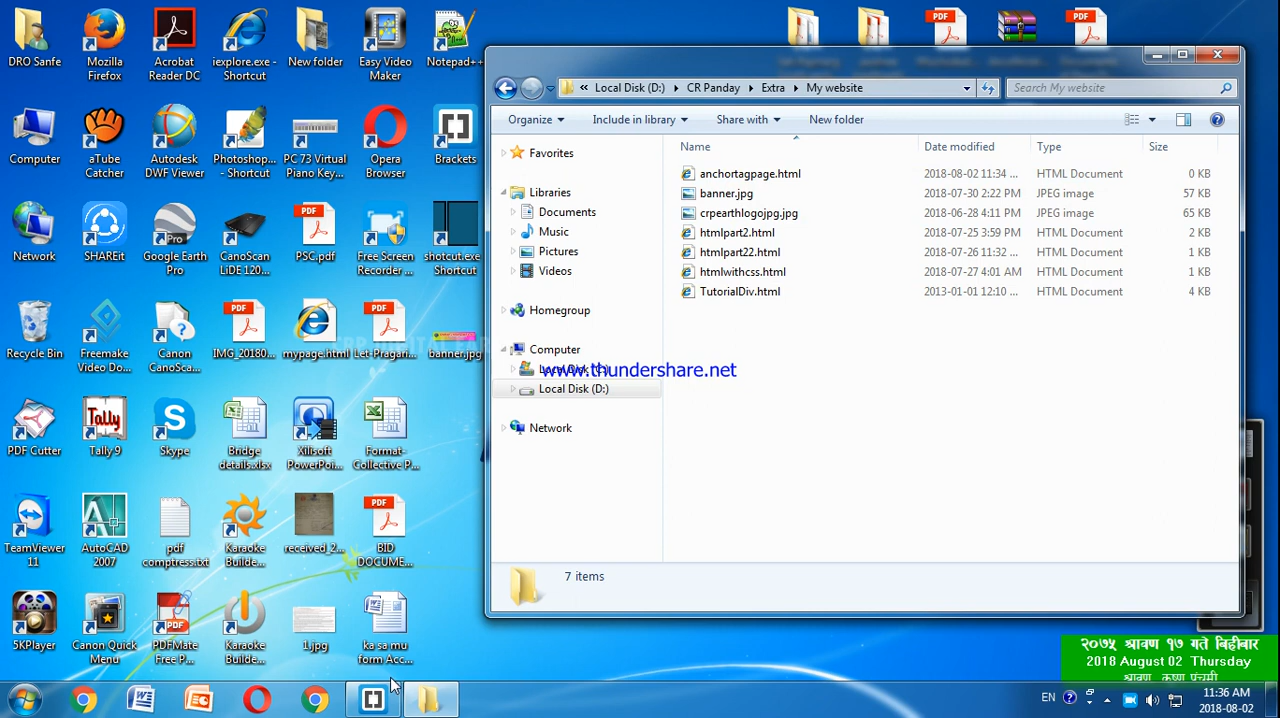 DRO Sanfe
Mozilla
Firefox
Acrobat
Reader DC
iexplore.exe -
Shortcut
New folder
Easy Video
Maker
Notepad++
Computer
aTube
Catcher
Autodesk
DWF Viewer
Photoshop...
- Shortcut
PC 73 Virtual
Piano Key...
Opera
Browser
Brackets
Network
SHAREit
Google Earth
Pro
CanoScan
LiDE 120...
PSC.pdf
Free Screen
Recorder ...
shotcut.exe
Shortcut
Recycle Bin
Freemake
Video Do...
Canon
CanoSca...
IMG_20180...
mypage.html
Let-Pragari...
banner.jpg
PDF Cutter
Tally 9
Skype
Bridge
details.xlsx
Xilisoft
PowerPoi...
Format-
Collective P...
TeamViewer
11
AutoCAD
2007
pdf
comptress.txt
Karaoke
Builde...
received_2...
BID
DOCUME...
5KPlayer
Canon Quick
Menu
PDFMate
Free P...
Karaoke
Builde...
1.jpg
ka sa mu
form Acc...
« Local Disk (D:) ▸ CR Panday ▸ Extra ▸ My website
Search My website
Organize Include in library Share with New folder
Favorites
Libraries
Documents
Music
Pictures
Videos
Homegroup
Computer
www.thundershare.net
Local Disk (D:)
Network
Name Date modified Type Size
anchortagpage.html 2018-08-02 11:34 ... HTML Document 0 KB
banner.jpg 2018-07-30 2:22 PM JPEG image 57 KB
crpearthlogojpg.jpg 2018-06-28 4:11 PM JPEG image 65 KB
htmlpart2.html 2018-07-25 3:59 PM HTML Document 2 KB
htmlpart22.html 2018-07-26 11:32 ... HTML Document 1 KB
htmlwithcss.html 2018-07-27 4:01 AM HTML Document 1 KB
TutorialDiv.html 2013-01-01 12:10 ... HTML Document 4 KB
7 items
२०७५ श्रावण १७ गते बिहीबार
2018 August 02 Thursday
श्रावण कृष्ण पंचमी
EN
11:36 AM
2018-08-02